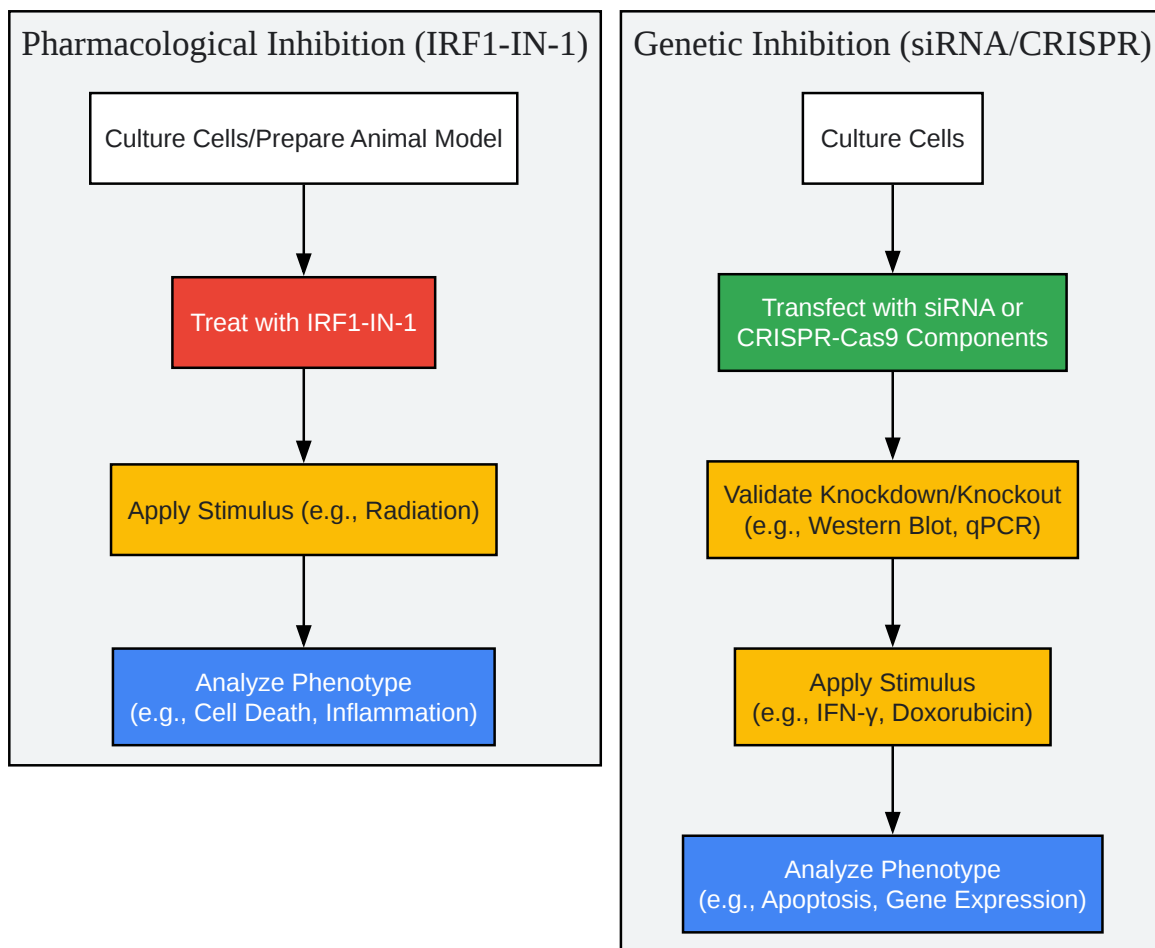 Pharmacological Inhibition (IRF1-IN-1)
Culture Cells/Prepare Animal Model
Treat with IRF1-IN-1
Apply Stimulus (e.g., Radiation)
Analyze Phenotype
(e.g., Cell Death, Inflammation)
Genetic Inhibition (siRNA/CRISPR)
Culture Cells
Transfect with siRNA or
CRISPR-Cas9 Components
Validate Knockdown/Knockout
(e.g., Western Blot, qPCR)
Apply Stimulus
(e.g., IFN-γ, Doxorubicin)
Analyze Phenotype
(e.g., Apoptosis, Gene Expression)